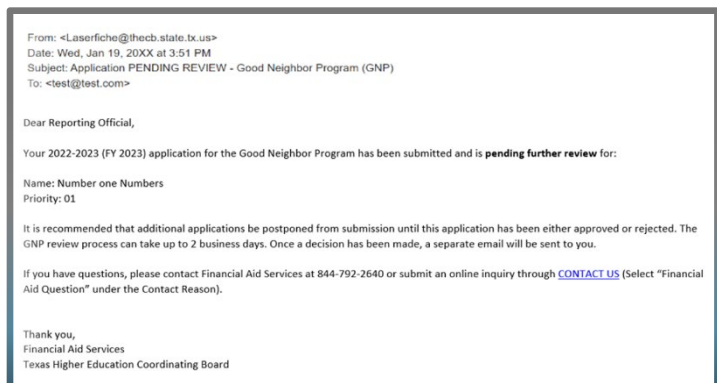 From: <Laserfiche@thecb.state.tx.us>
Date: Wed, Jan 19, 20XX at 3:51 PM
Subject: Application PENDING REVIEW - Good Neighbor Program (GNP)
To: <test@test.com>
Dear Reporting Official,
Your 2022-2023 (FY 2023) application for the Good Neighbor Program has been submitted and is pending further review for:
Name: Number one Numbers
Priority: 01
It is recommended that additional applications be postponed from submission until this application has been either approved or rejected. The
GNP review process can take up to 2 business days. Once a decision has been made, a separate email will be sent to you.
If you have questions, please contact Financial Aid Services at 844-792-2640 or submit an online inquiry through CONTACT US (Select “Financial
Aid Question” under the Contact Reason).
Thank you,
Financial Aid Services
Texas Higher Education Coordinating Board